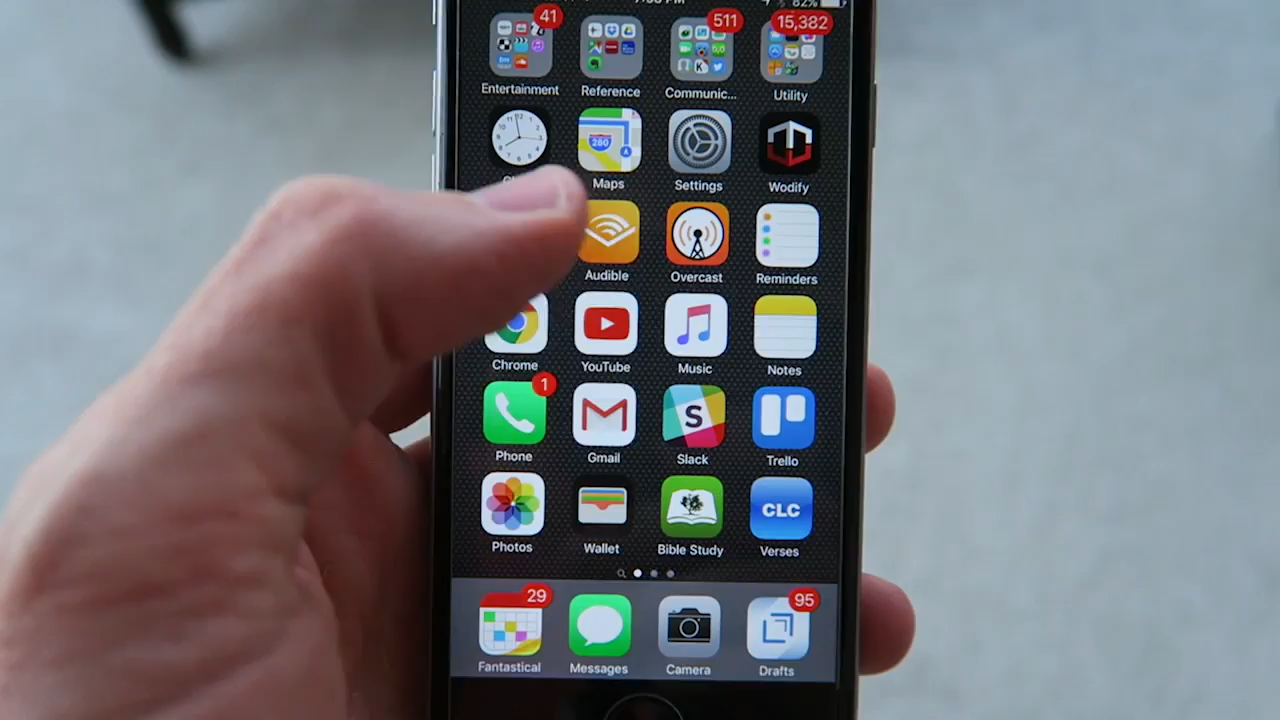 82%
41
511
15,382
Entertainment
Reference
Communic...
Utility
280
Maps
Settings
Wodify
Audible
Overcast
Reminders
Chrome
YouTube
Music
Notes
1
S
Phone
Gmail
Slack
Trello
CLC
Photos
Wallet
Bible Study
Verses
29
95
Fantastical
Messages
Camera
Drafts